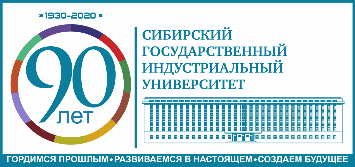 •1930-2020•
90
лет
СИБИРСКИЙ
ГОСУДАРСТВЕННЫЙ
ИНДУСТРИАЛЬНЫЙ
УНИВЕРСИТЕТ
ГОРДИМСЯ ПРОШЛЫМ•РАЗВИВАЕМСЯ В НАСТОЯЩЕМ•СОЗДАЕМ БУДУЩЕЕ